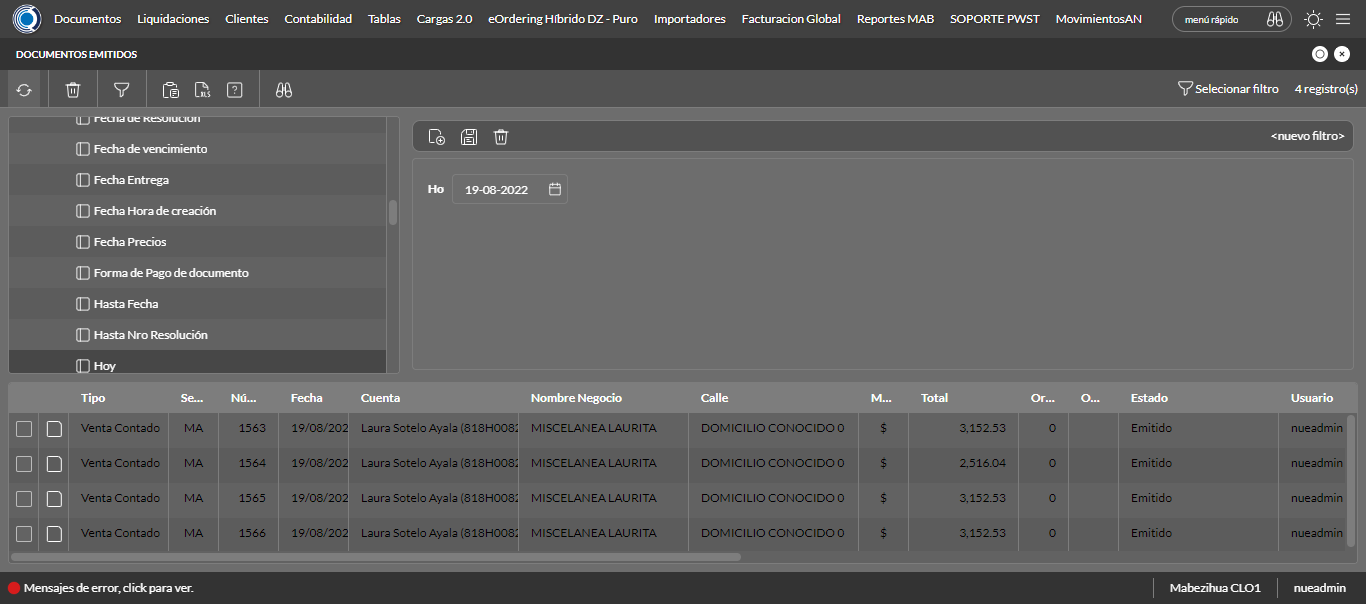 Documentos Liquidaciones Clientes Contabilidad Tablas Cargas 2.0 eOrdering Híbrido DZ - Puro Importadores Facturacion Global Reportes MAB SOPORTE PWST MovimientosAN menú rápido
DOCUMENTOS EMITIDOS
XLS ? Selecionar filtro 4 registro(s)
Fecha de Resolución
<nuevo filtro>
Fecha de vencimiento
Fecha Entrega
Ho 19-08-2022
Fecha Hora de creación
Fecha Precios
Forma de Pago de documento
Hasta Fecha
Hasta Nro Resolución
Hoy
Tipo Se... Nú... Fecha Cuenta Nombre Negocio Calle M... Total Or... O... Estado Usuario
Venta Contado MA 1563 19/08/202 Laura Sotelo Ayala (818H0082 MISCELANEA LAURITA DOMICILIO CONOCIDO 0 $ 3,152.53 0 Emitido nueadmin
Venta Contado MA 1564 19/08/202 Laura Sotelo Ayala (818H0082 MISCELANEA LAURITA DOMICILIO CONOCIDO 0 $ 2,516.04 0 Emitido nueadmin
Venta Contado MA 1565 19/08/202 Laura Sotelo Ayala (818H0082 MISCELANEA LAURITA DOMICILIO CONOCIDO 0 $ 3,152.53 0 Emitido nueadmin
Venta Contado MA 1566 19/08/202 Laura Sotelo Ayala (818H0082 MISCELANEA LAURITA DOMICILIO CONOCIDO 0 $ 3,152.53 0 Emitido nueadmin
Mensajes de error, click para ver. Mabezihua CLO1 nueadmin